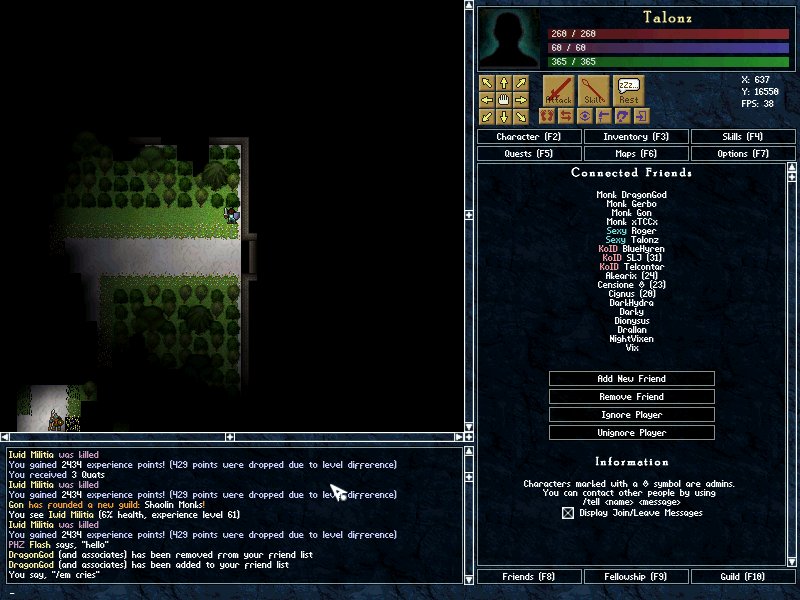 Talonz
260 / 260
60 / 60
365 / 365
X: 637
Y: 16550
FPS: 38
Attack
Skill
zZz...
Rest
Character (F2)
Inventory (F3)
Skills (F4)
Quests (F5)
Maps (F6)
Options (F7)
Connected Friends
Monk DragonGod
Monk Gerbo
Monk Gon
Monk xTCCx
Sexy Roger
Sexy Talonz
KoID BlueHyren
KoID SLJ (31)
KoID Telcontar
Akearix (24)
Censione ◊ (23)
Cignus (20)
DarkHydra
Darky
Dionysus
Drallan
NightVixen
Vix
Add New Friend
Remove Friend
Ignore Player
Unignore Player
Information
Characters marked with a ◊ symbol are admins.
You can contact other people by using
/tell <name> <message>
Display Join/Leave Messages
Friends (F8)
Fellowship (F9)
Guild (F10)
Ivid Militia was killed
You gained 2434 experience points! (429 points were dropped due to level difference)
You received 3 Quats
Ivid Militia was killed
You gained 2434 experience points! (429 points were dropped due to level difference)
Gon has founded a new guild: Shaolin Monks!
You see Ivid Militia (6% health, experience level 61)
Ivid Militia was killed
You gained 2434 experience points! (429 points were dropped due to level difference)
PHZ Flash says, "hello"
DragonGod (and associates) has been removed from your friend list
DragonGod (and associates) has been added to your friend list
You say, "/em cries"